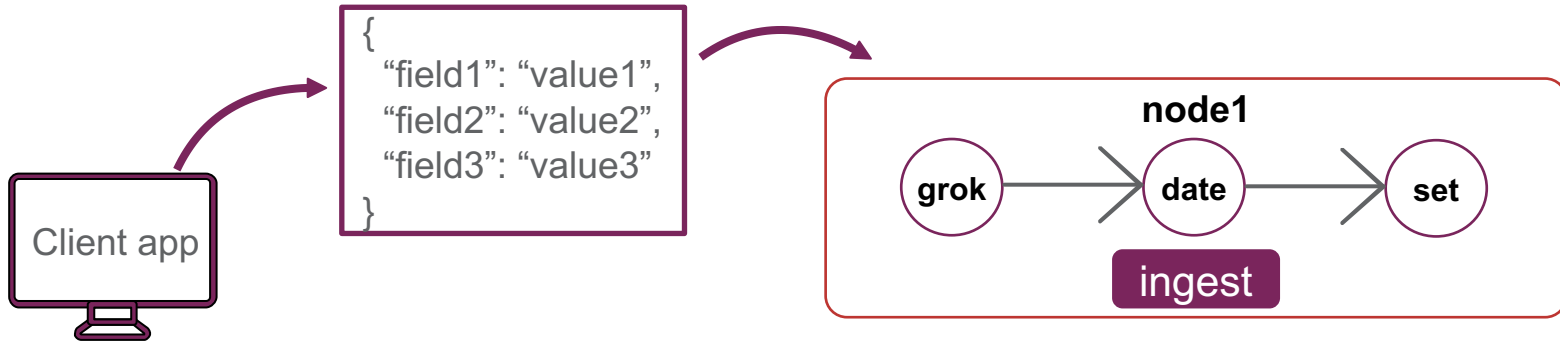 {
“field1”: “value1”,
“field2”: “value2”,
“field3”: “value3”
}
Client app
node1
grok
date
set
ingest